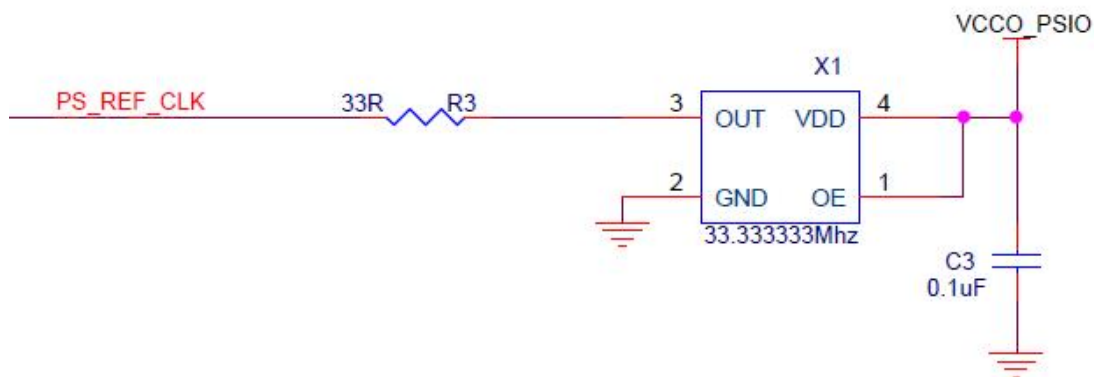 VCCO_PSIO
X1
PS_REF_CLK
33R
R3
3
OUT
VDD
4
2
GND
OE
1
33.333333Mhz
C3
0.1uF